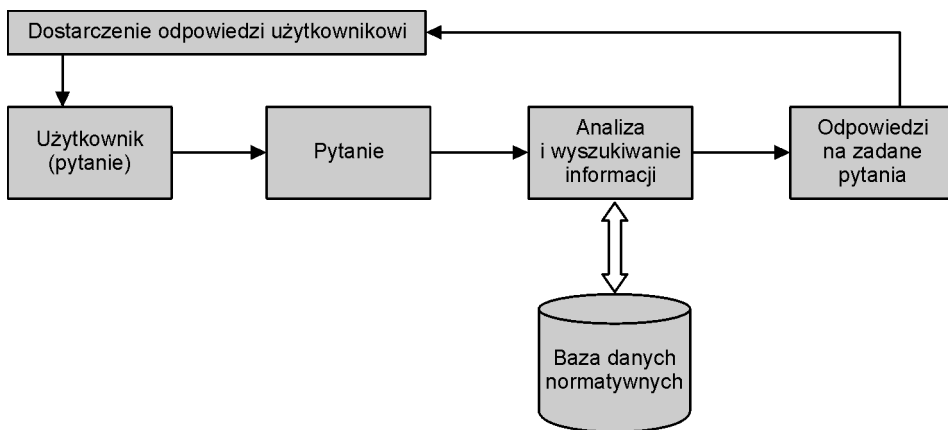 Dostarczenie odpowiedzi użytkownikowi
Użytkownik
(pytanie)
Pytanie
Analiza
i wyszukiwanie
informacji
Odpowiedzi
na zadane
pytania
Baza danych
normatywnych